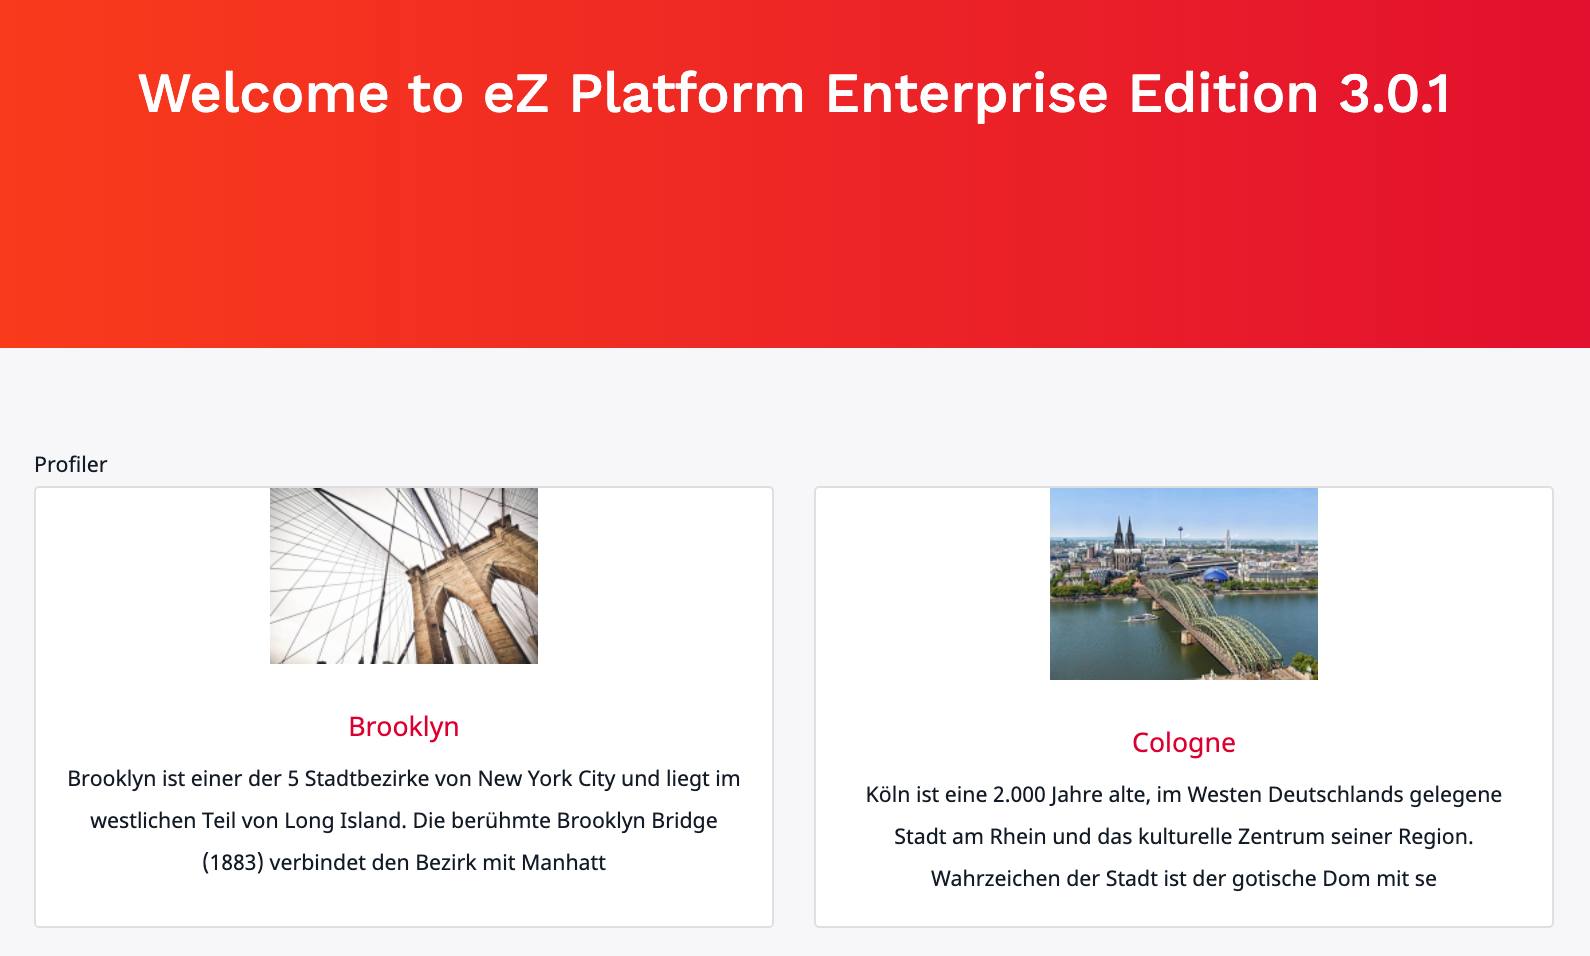 Welcome to eZ Platform Enterprise Edition 3.0.1
Profiler
Brooklyn
Brooklyn ist einer der 5 Stadtbezirke von New York City und liegt im
westlichen Teil von Long Island. Die berühmte Brooklyn Bridge
(1883) verbindet den Bezirk mit Manhatt
Cologne
Köln ist eine 2.000 Jahre alte, im Westen Deutschlands gelegene
Stadt am Rhein und das kulturelle Zentrum seiner Region.
Wahrzeichen der Stadt ist der gotische Dom mit se